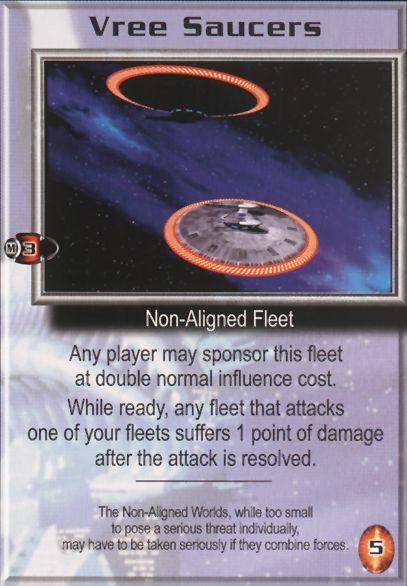 Vree Saucers
M 3
Non-Aligned Fleet
Any player may sponsor this fleet
at double normal influence cost.
While ready, any fleet that attacks
one of your fleets suffers 1 point of damage
after the attack is resolved.
The Non-Aligned Worlds, while too small
to pose a serious threat individually,
may have to be taken seriously if they combine forces.
5